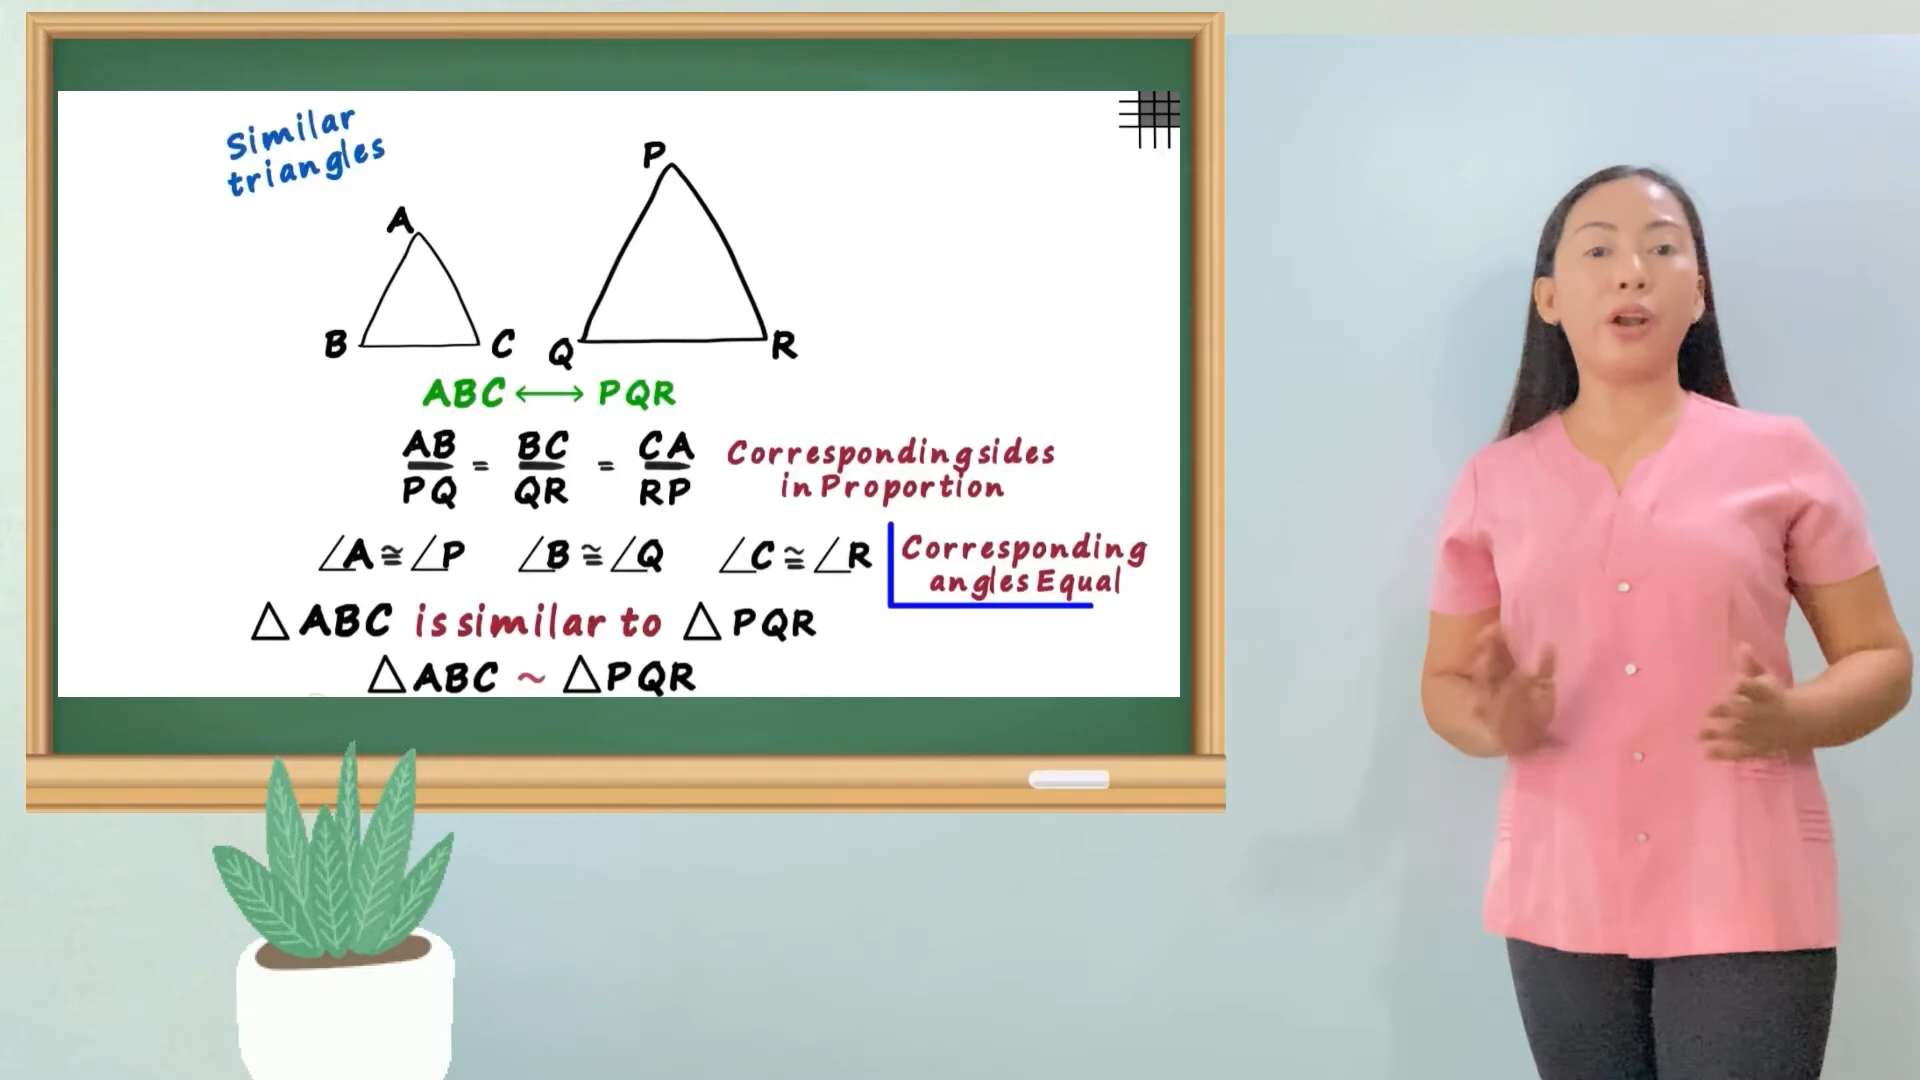 Similar
triangles
A
B
C
P
Q
R
ABC ⟷ PQR
AB/PQ = BC/QR = CA/RP
Corresponding sides
in Proportion
∠A ≅ ∠P ∠B ≅ ∠Q ∠C ≅ ∠R
Corresponding
angles Equal
△ ABC is similar to △ PQR
△ABC ~ △PQR